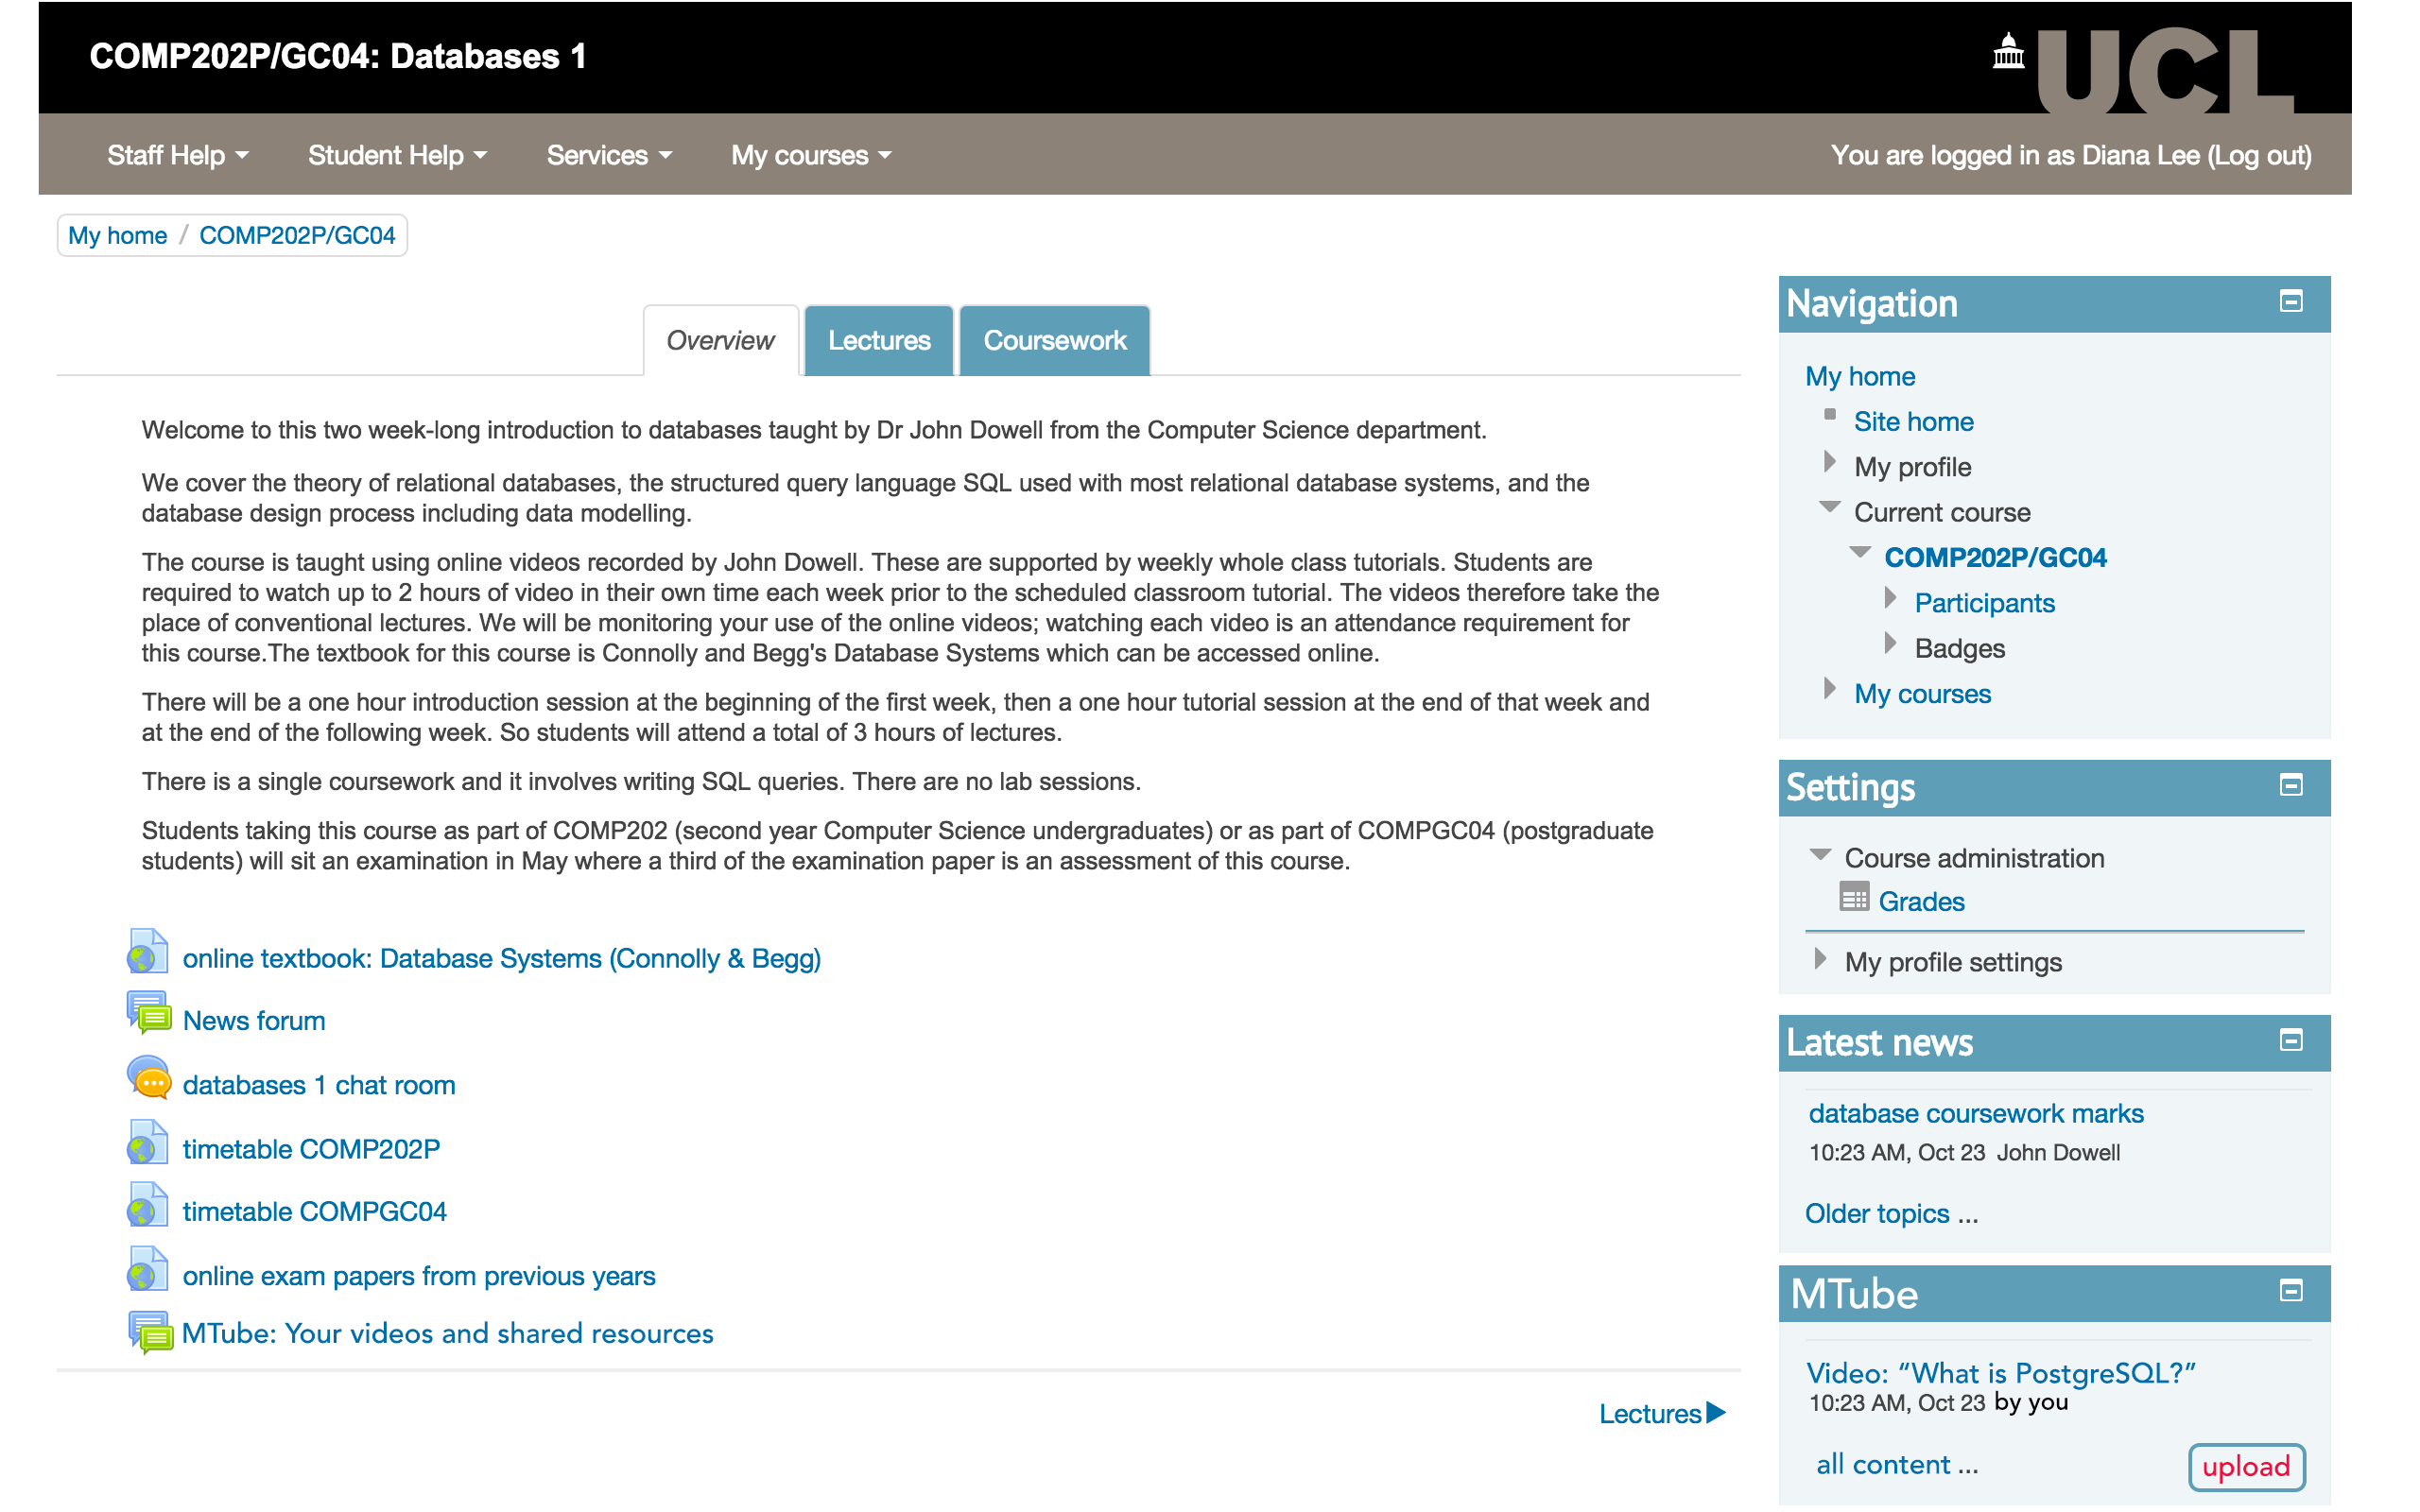 COMP202P/GC04: Databases 1
UCL
Staff Help
Student Help
Services
My courses
You are logged in as Diana Lee (Log out)
My home / COMP202P/GC04
Overview
Lectures
Coursework
Welcome to this two week-long introduction to databases taught by Dr John Dowell from the Computer Science department.
We cover the theory of relational databases, the structured query language SQL used with most relational database systems, and the
database design process including data modelling.
The course is taught using online videos recorded by John Dowell. These are supported by weekly whole class tutorials. Students are
required to watch up to 2 hours of video in their own time each week prior to the scheduled classroom tutorial. The videos therefore take the
place of conventional lectures. We will be monitoring your use of the online videos; watching each video is an attendance requirement for
this course.The textbook for this course is Connolly and Begg's Database Systems which can be accessed online.
There will be a one hour introduction session at the beginning of the first week, then a one hour tutorial session at the end of that week and
at the end of the following week. So students will attend a total of 3 hours of lectures.
There is a single coursework and it involves writing SQL queries. There are no lab sessions.
Students taking this course as part of COMP202 (second year Computer Science undergraduates) or as part of COMPGC04 (postgraduate
students) will sit an examination in May where a third of the examination paper is an assessment of this course.
online textbook: Database Systems (Connolly & Begg)
News forum
databases 1 chat room
timetable COMP202P
timetable COMPGC04
online exam papers from previous years
MTube: Your videos and shared resources
Lectures
Navigation
My home
Site home
My profile
Current course
COMP202P/GC04
Participants
Badges
My courses
Settings
Course administration
Grades
My profile settings
Latest news
database coursework marks
10:23 AM, Oct 23 John Dowell
Older topics ...
MTube
Video: “What is PostgreSQL?”
10:23 AM, Oct 23 by you
all content ...
upload